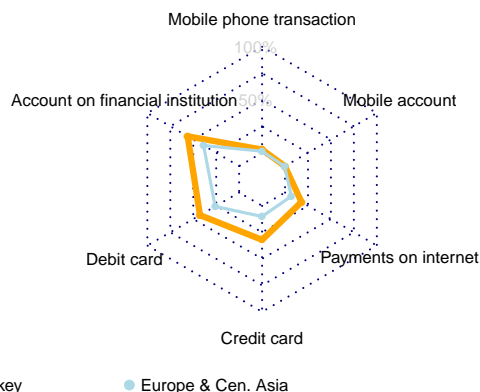 Mobile phone transaction
100%
Account on financial institution
50%
Mobile account
Debit card
Payments on internet
Credit card
key
Europe & Cen. Asia